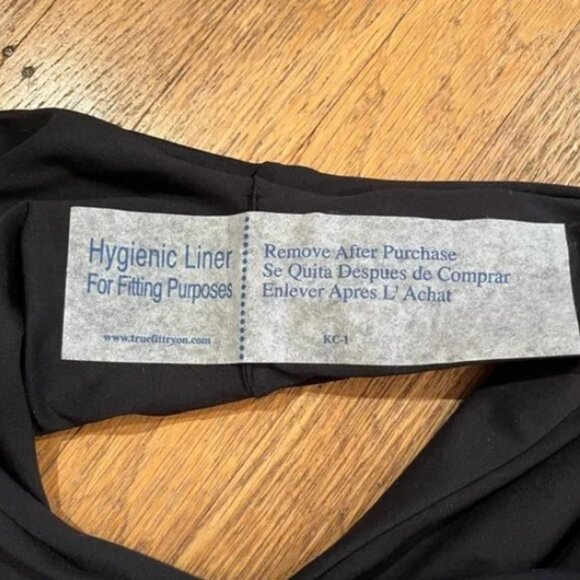 Hygienic Liner
For Fitting Purposes
www.truefittryon.com
Remove After Purchase
Se Quita Despues de Comprar
Enlever Apres L' Achat
KC-1